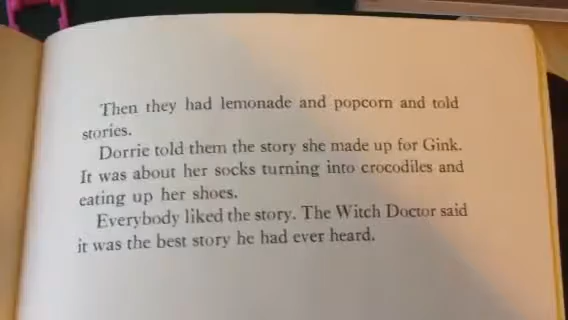 Then they had lemonade and popcorn and told
stories.
Dorrie told them the story she made up for Gink.
It was about her socks turning into crocodiles and
eating up her shoes.
Everybody liked the story. The Witch Doctor said
it was the best story he had ever heard.